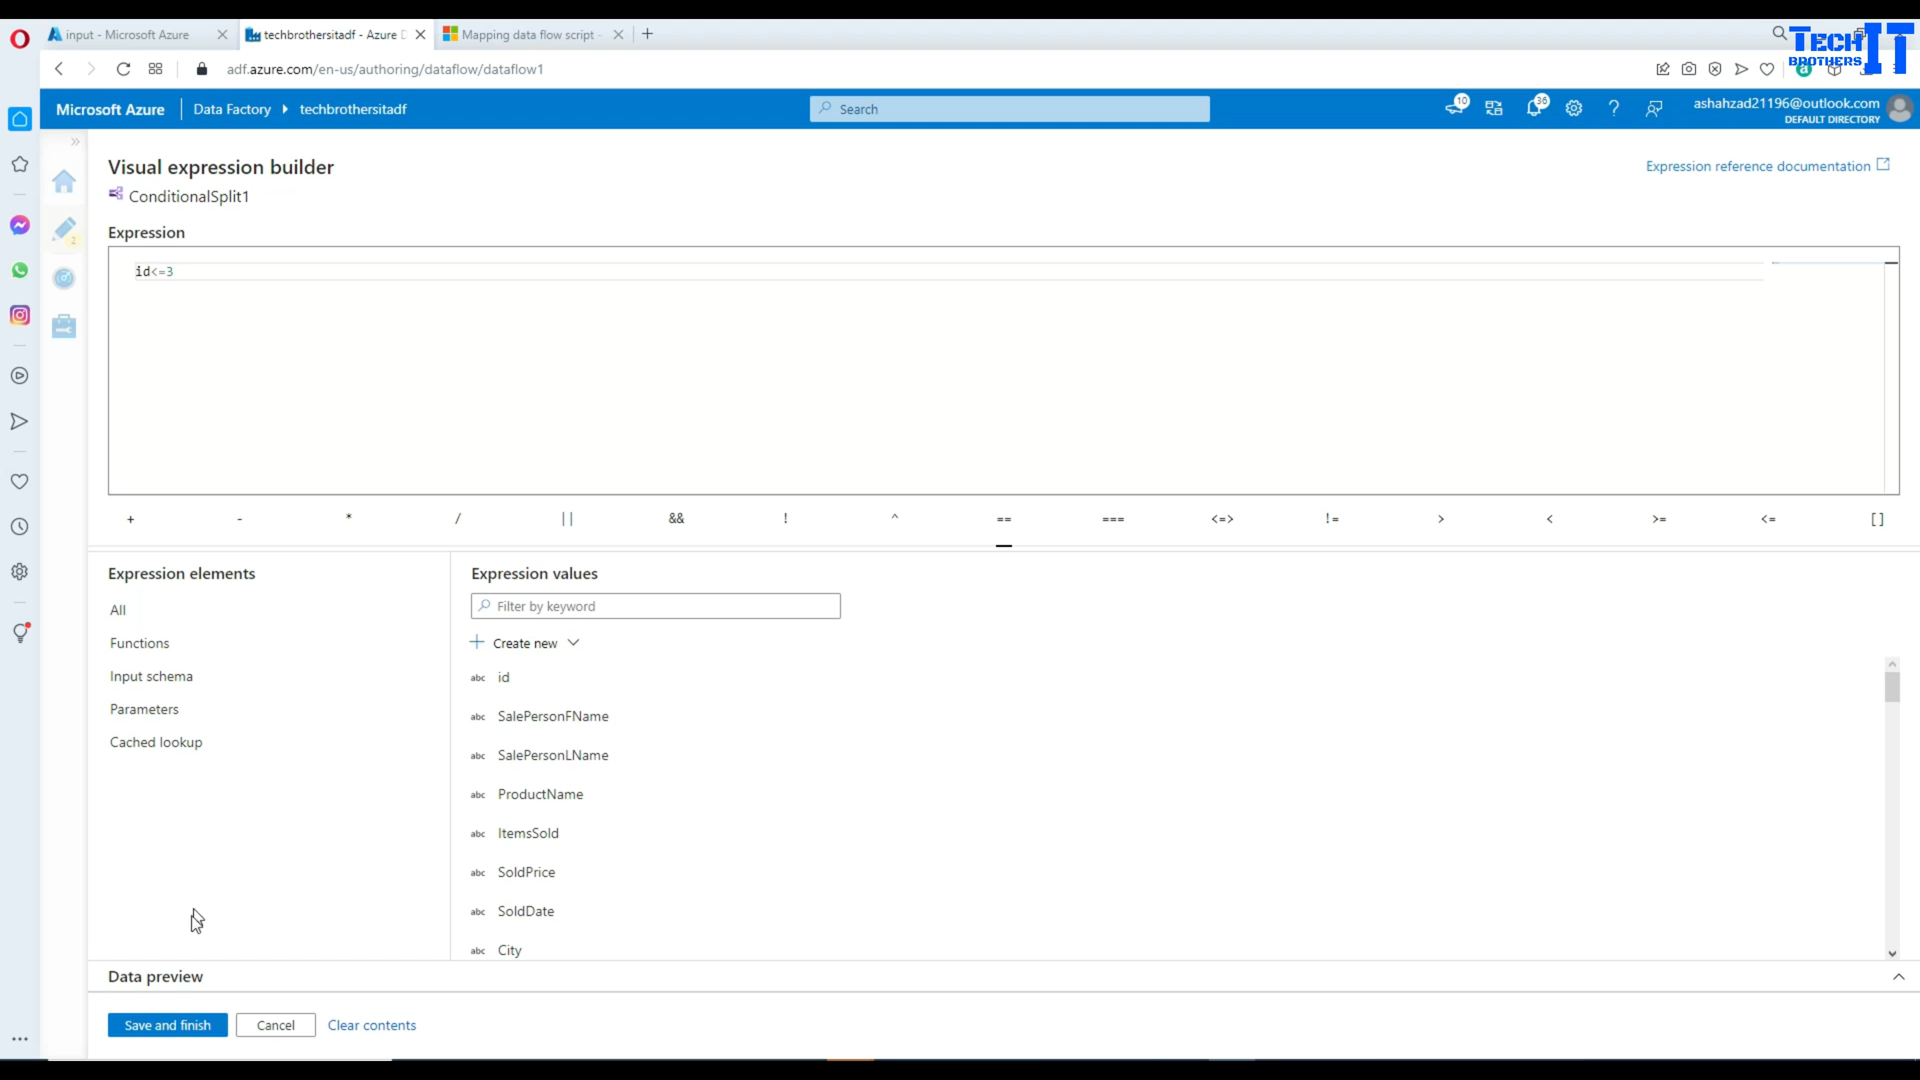 input - Microsoft Azure
techbrothersitadf - Azure D
Mapping data flow script -
TECH IT
BROTHERS
adf.azure.com/en-us/authoring/dataflow/dataflow1
a
Microsoft Azure
Data Factory
techbrothersitadf
Search
10
36
ashahzad21196@outlook.com
DEFAULT DIRECTORY
Visual expression builder
Expression reference documentation
ConditionalSplit1
2
Expression
id<=3
+ - * / || && ! ^ == === <=> != > < >= <= []
Expression elements
All
Functions
Input schema
Parameters
Cached lookup
Expression values
Filter by keyword
Create new
abc id
abc SalePersonFName
abc SalePersonLName
abc ProductName
abc ItemsSold
abc SoldPrice
abc SoldDate
abc City
Data preview
Save and finish
Cancel
Clear contents